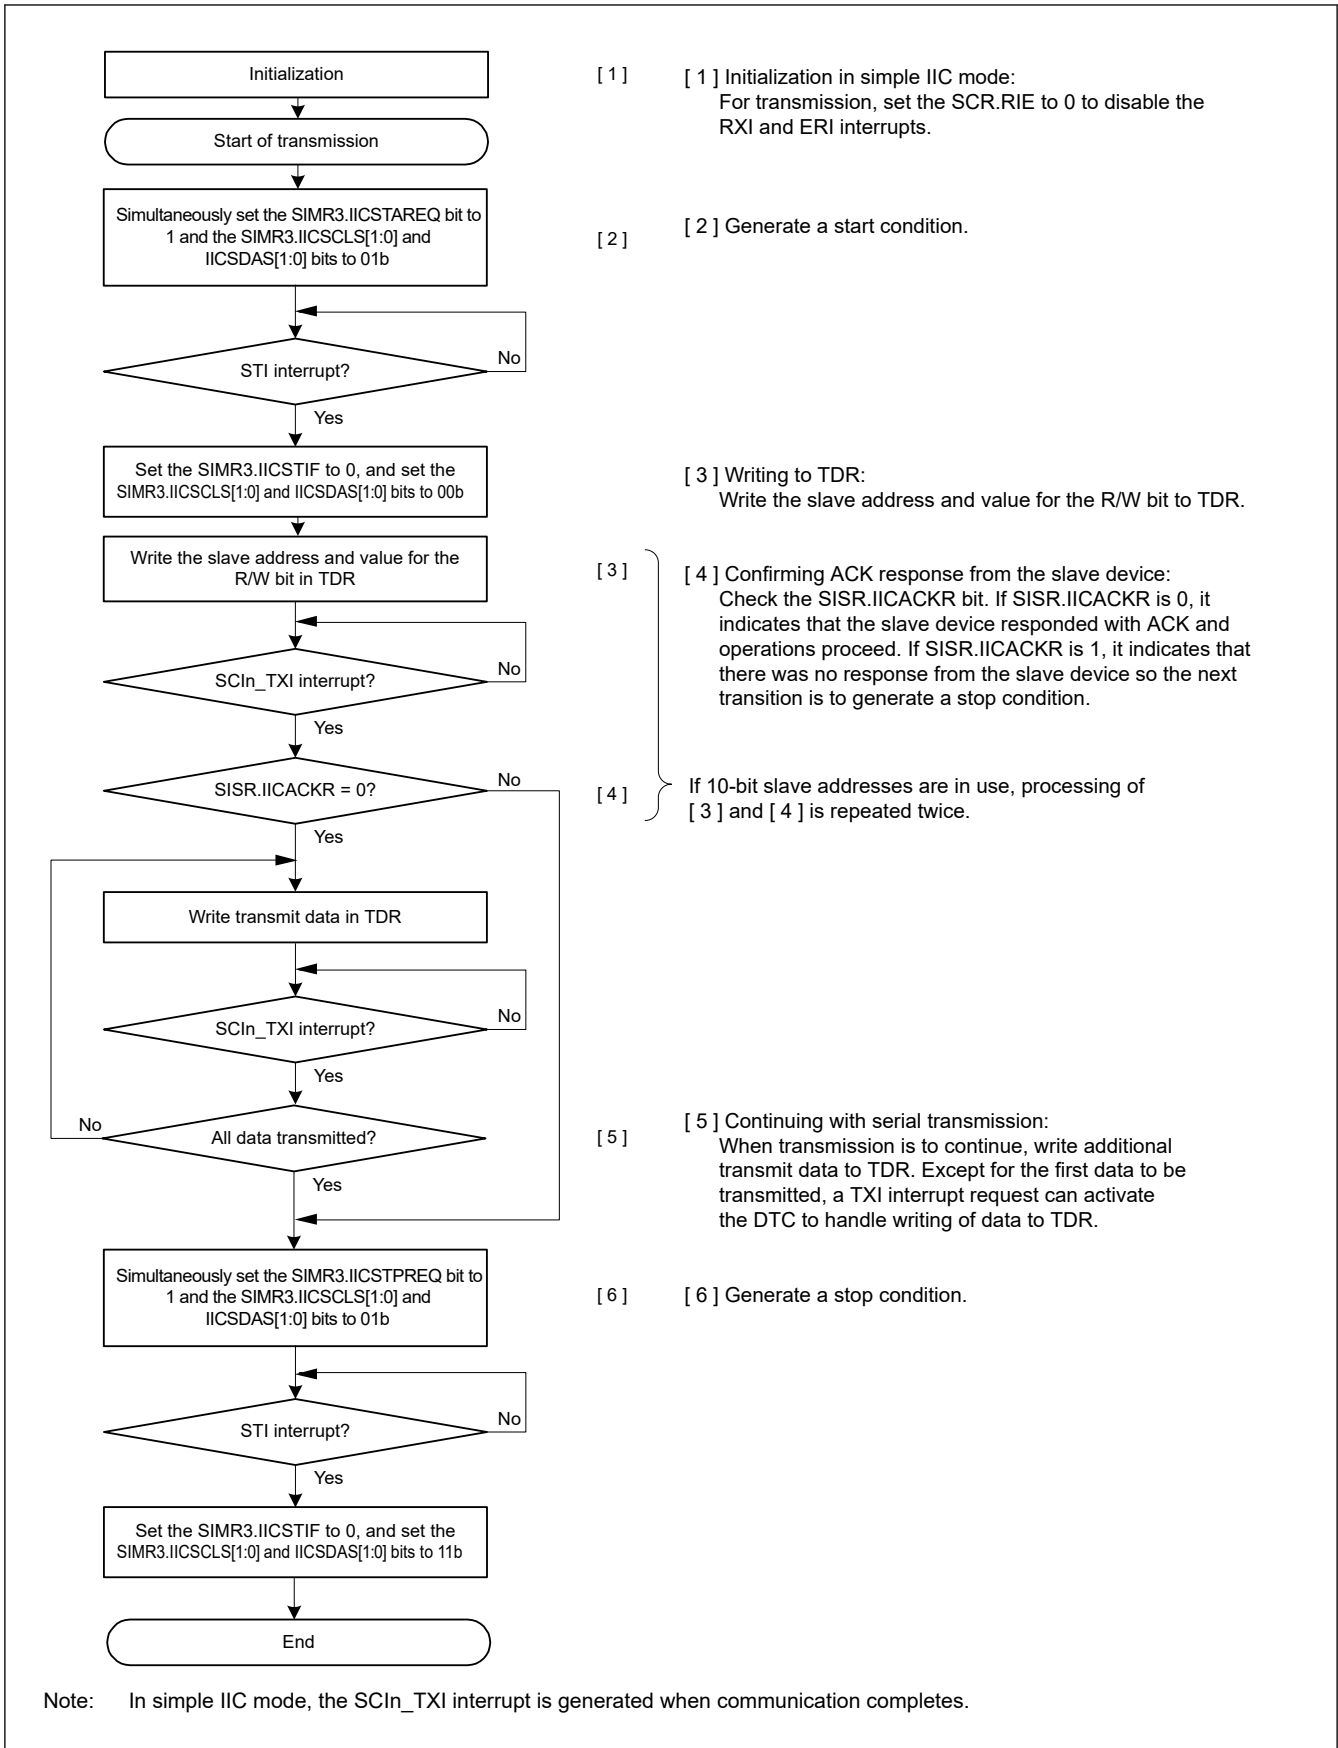 Initialization
[ 1 ]
[ 1 ] Initialization in simple IIC mode:
For transmission, set the SCR.RIE to 0 to disable the
RXI and ERI interrupts.
Start of transmission
Simultaneously set the SIMR3.IICSTAREQ bit to
1 and the SIMR3.IICSCLS[1:0] and
IICSDAS[1:0] bits to 01b
[ 2 ]
[ 2 ] Generate a start condition.
STI interrupt?
No
Yes
Set the SIMR3.IICSTIF to 0, and set the
SIMR3.IICSCLS[1:0] and IICSDAS[1:0] bits to 00b
[ 3 ] Writing to TDR:
Write the slave address and value for the R/W bit to TDR.
Write the slave address and value for the
R/W bit in TDR
[ 3 ]
[ 4 ] Confirming ACK response from the slave device:
Check the SISR.IICACKR bit. If SISR.IICACKR is 0, it
indicates that the slave device responded with ACK and
operations proceed. If SISR.IICACKR is 1, it indicates that
there was no response from the slave device so the next
transition is to generate a stop condition.
SCIn_TXI interrupt?
No
Yes
SISR.IICACKR = 0?
No
[ 4 ]
If 10-bit slave addresses are in use, processing of
[ 3 ] and [ 4 ] is repeated twice.
Yes
Write transmit data in TDR
SCIn_TXI interrupt?
No
Yes
No
All data transmitted?
[ 5 ]
[ 5 ] Continuing with serial transmission:
When transmission is to continue, write additional
transmit data to TDR. Except for the first data to be
transmitted, a TXI interrupt request can activate
the DTC to handle writing of data to TDR.
Yes
Simultaneously set the SIMR3.IICSTPREQ bit to
1 and the SIMR3.IICSCLS[1:0] and
IICSDAS[1:0] bits to 01b
[ 6 ]
[ 6 ] Generate a stop condition.
STI interrupt?
No
Yes
Set the SIMR3.IICSTIF to 0, and set the
SIMR3.IICSCLS[1:0] and IICSDAS[1:0] bits to 11b
End
Note: In simple IIC mode, the SCIn_TXI interrupt is generated when communication completes.